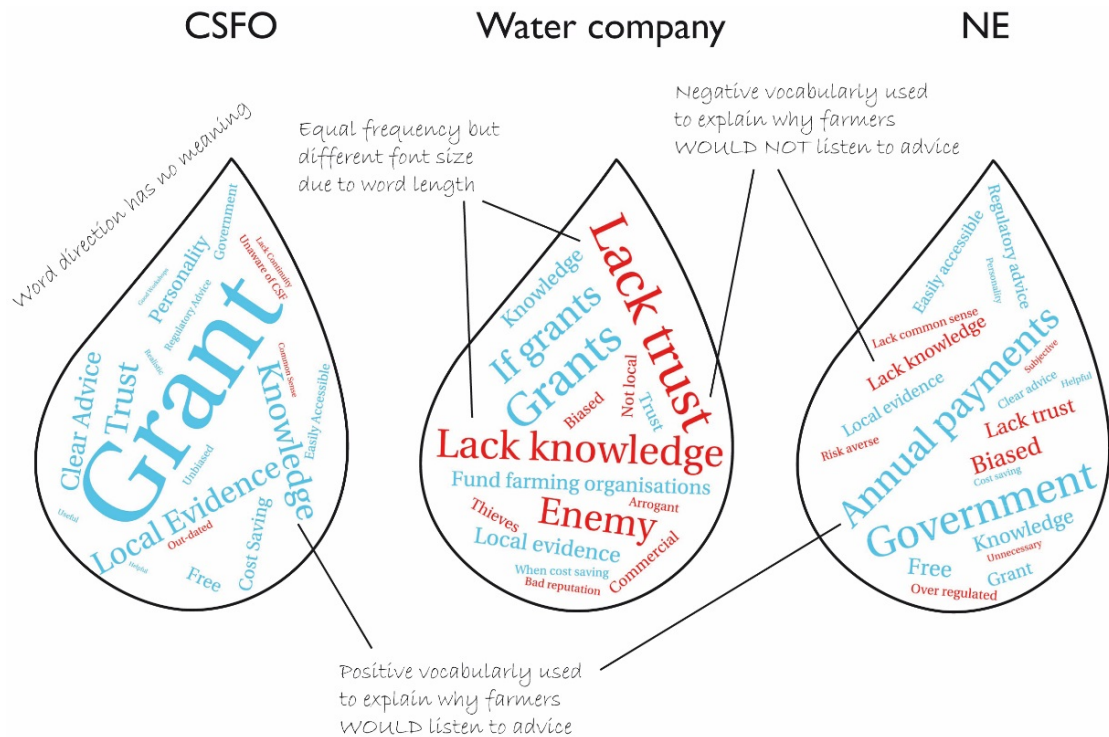 CSFO
Water company
NE
Word direction has no meaning
Equal frequency but
different font size
due to word length
Negative vocabularly used
to explain why farmers
WOULD NOT listen to advice
Government
Lack Continuity
Unaware of CSF
Personality
Good Workshops
Regulatory Advice
Grant
Realistic
Common Sense
Trust
Clear Advice
Knowledge
Easily Accessible
Unbiased
Local Evidence
Useful
Out-dated
Helpful
Free
Cost Saving
Lack trust
Knowledge
If grants
Grants
Not local
Biased
Trust
Lack knowledge
Fund farming organisations
Arrogant
Thieves
Enemy
Local evidence
Commercial
When cost saving
Bad reputation
Regulatory advice
Easily accessible
Personality
Lack common sense
Lack knowledge
Annual payments
Subjective
Local evidence
Clear advice
Helpful
Risk averse
Lack trust
Biased
Cost saving
Government
Knowledge
Unnecessary
Free
Grant
Over regulated
Positive vocabularly used
to explain why farmers
WOULD listen to advice